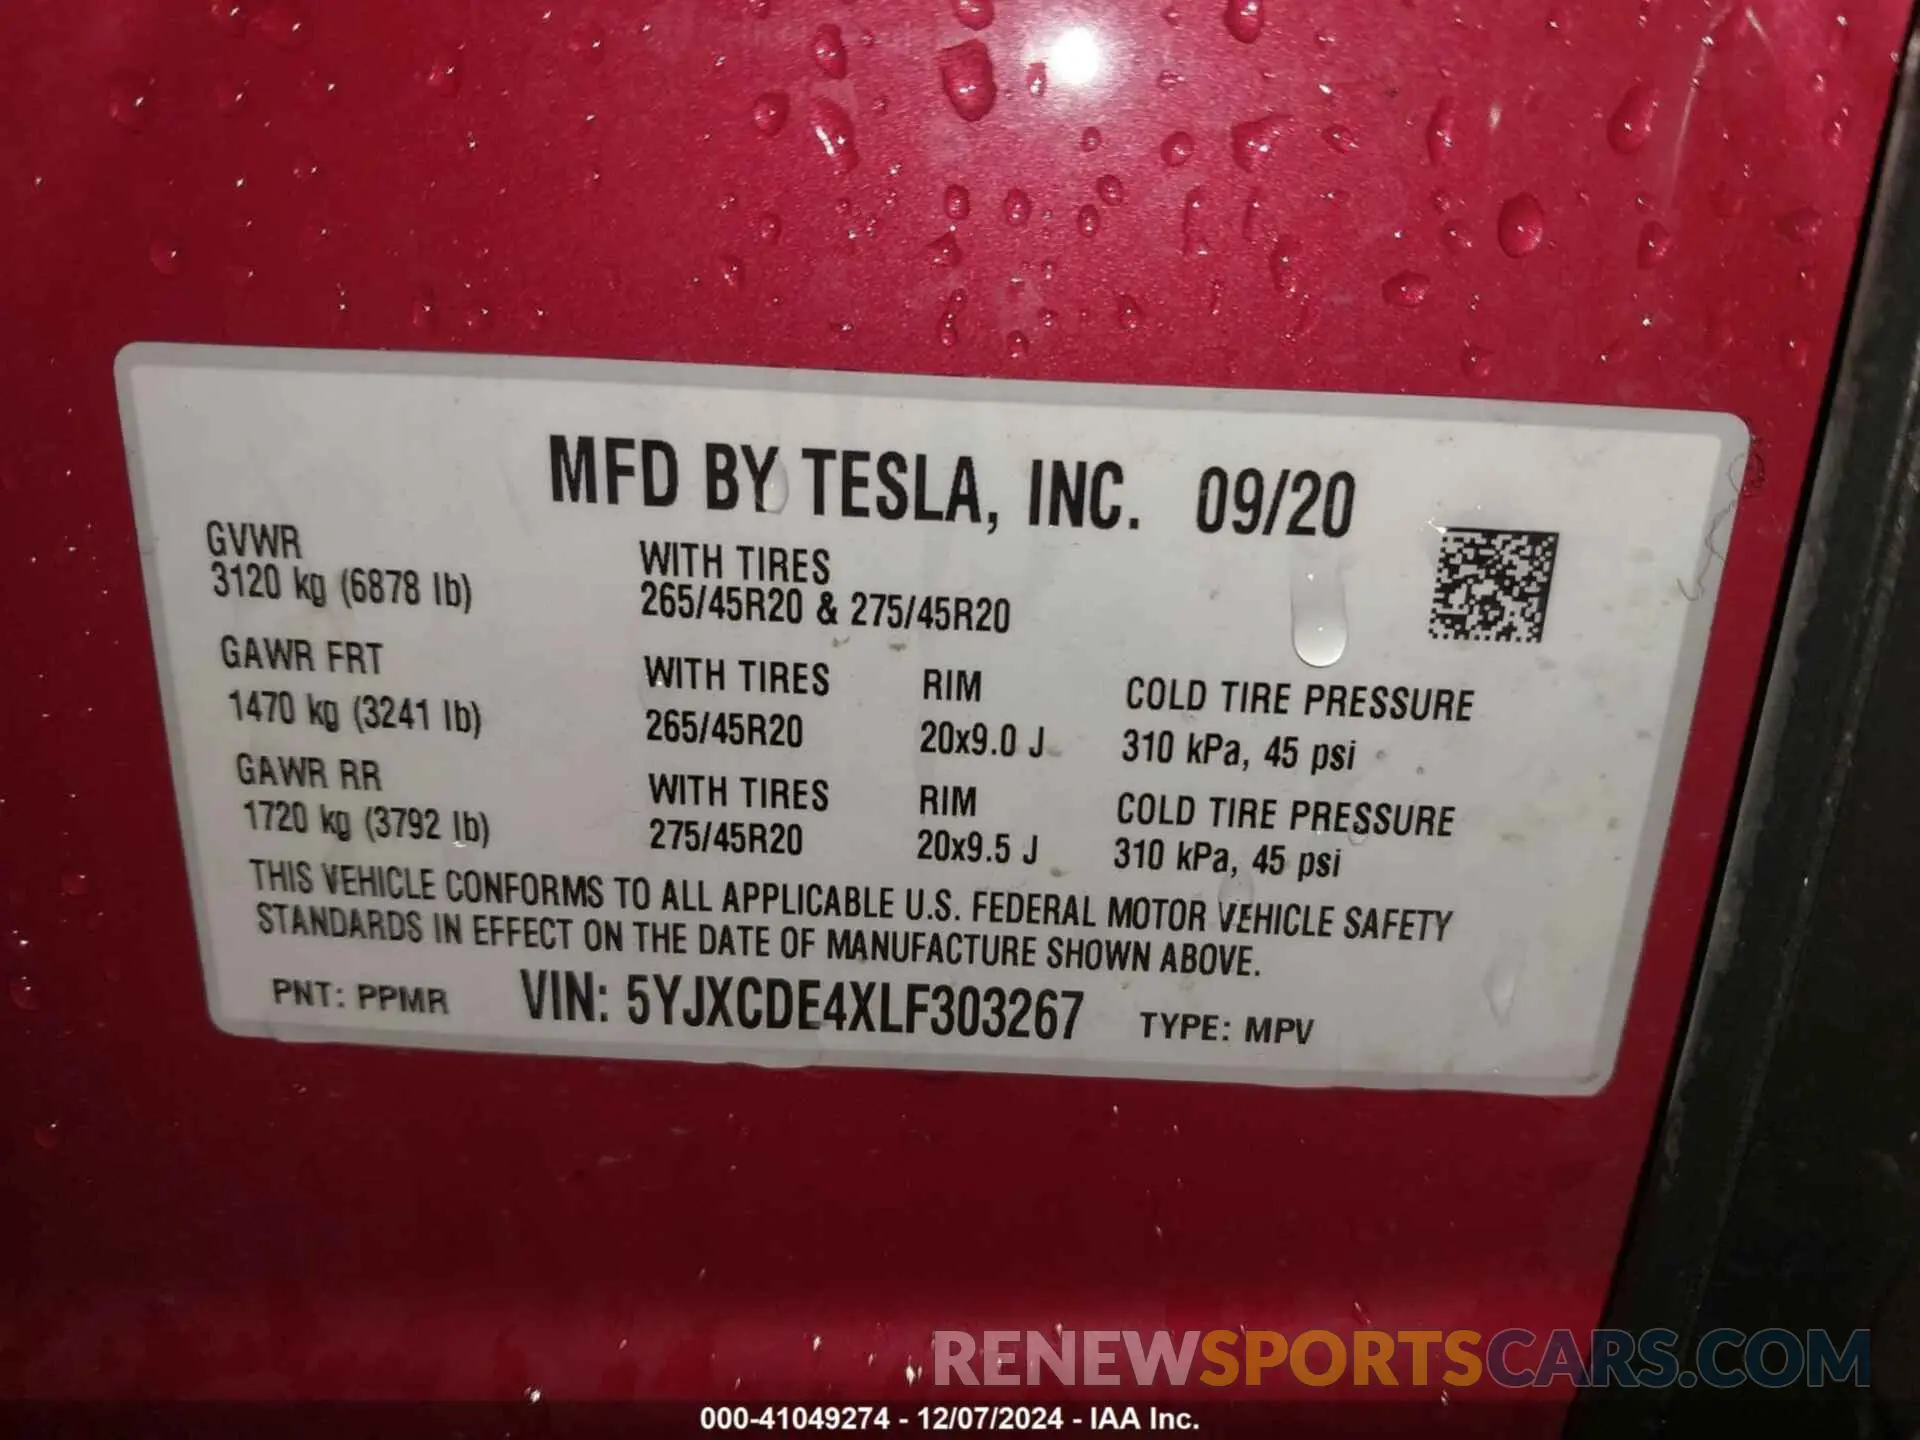 MFD BY TESLA, INC. 09/20
GVWR
3120 kg (6878 lb)
WITH TIRES
265/45R20 & 275/45R20
GAWR FRT
1470 kg (3241 lb)
WITH TIRES
265/45R20
RIM
20x9.0 J
COLD TIRE PRESSURE
310 kPa, 45 psi
GAWR RR
1720 kg (3792 lb)
WITH TIRES
275/45R20
RIM
20x9.5 J
COLD TIRE PRESSURE
310 kPa, 45 psi
THIS VEHICLE CONFORMS TO ALL APPLICABLE U.S. FEDERAL MOTOR VEHICLE SAFETY
STANDARDS IN EFFECT ON THE DATE OF MANUFACTURE SHOWN ABOVE.
PNT: PPMR VIN: 5YJXCDE4XLF303267 TYPE: MPV
RENEWSPORTSCARS.COM
000-41049274 - 12/07/2024 - IAA Inc.